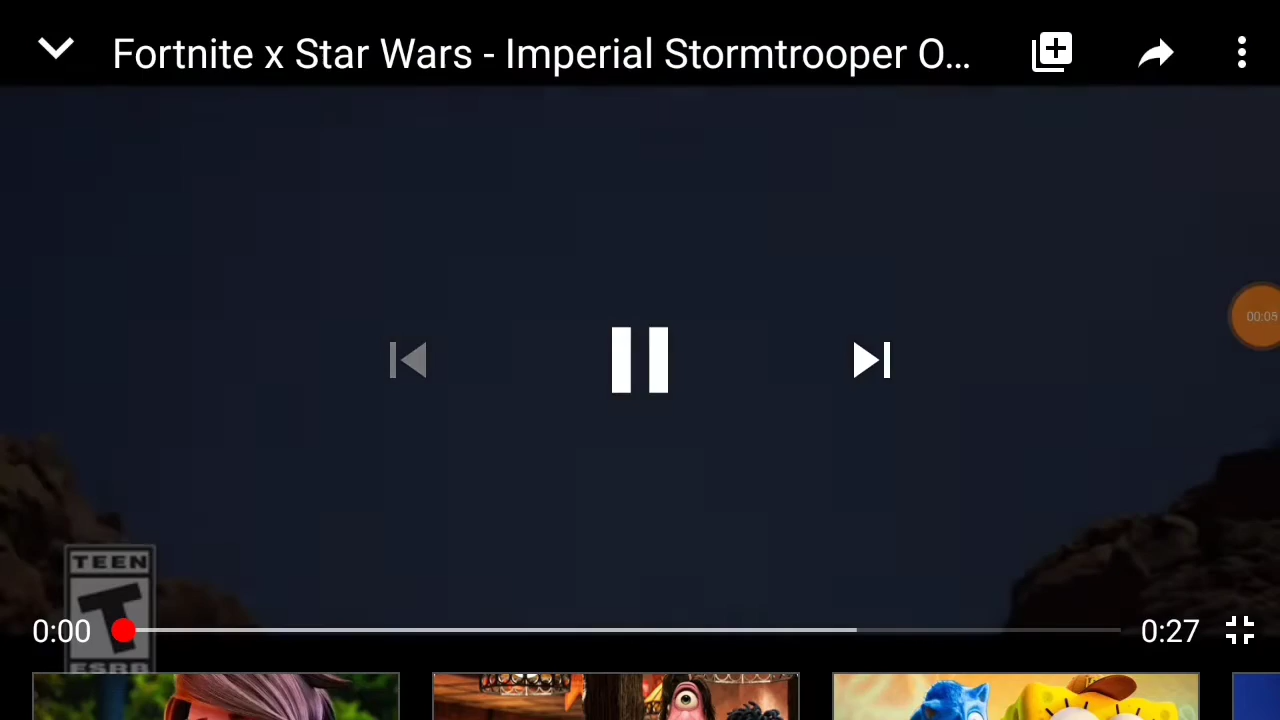 Fortnite x Star Wars - Imperial Stormtrooper O...
00:05
TEEN
T
ESRB
0:00
0:27